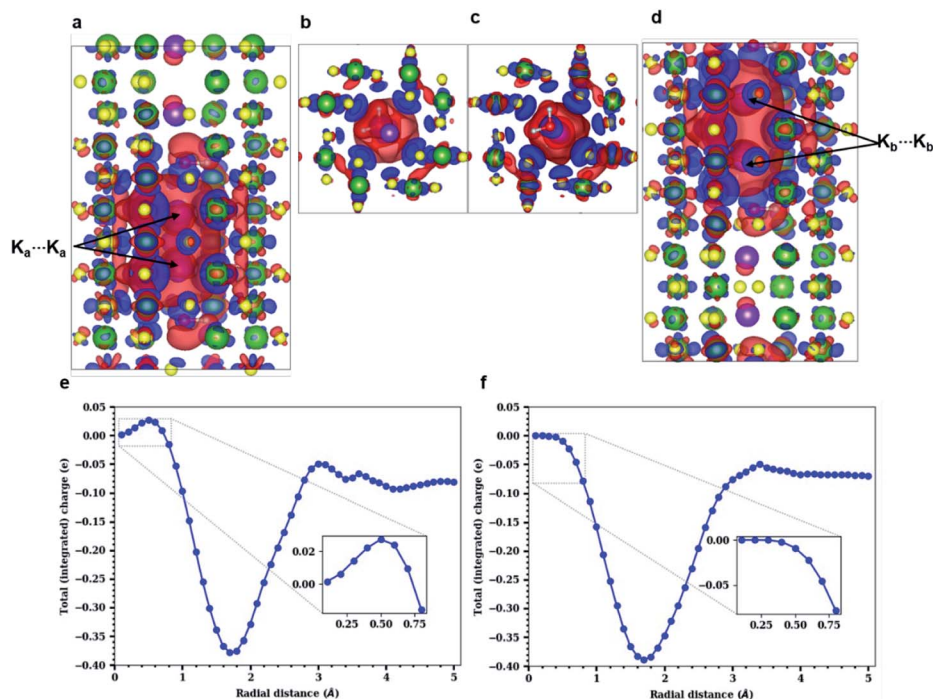 a
b
c
d
Ka···Ka
Kb···Kb
e
f
0.05
0.00
−0.05
−0.10
−0.15
−0.20
−0.25
−0.30
−0.35
−0.40
0 1 2 3 4 5
Total (integrated) charge (e)
Radial distance (Å)
0.02
0.00
0.25 0.50 0.75
0.05
0.00
−0.05
−0.10
−0.15
−0.20
−0.25
−0.30
−0.35
−0.40
0 1 2 3 4 5
Total (integrated) charge (e)
Radial distance (Å)
0.00
−0.05
0.25 0.50 0.75